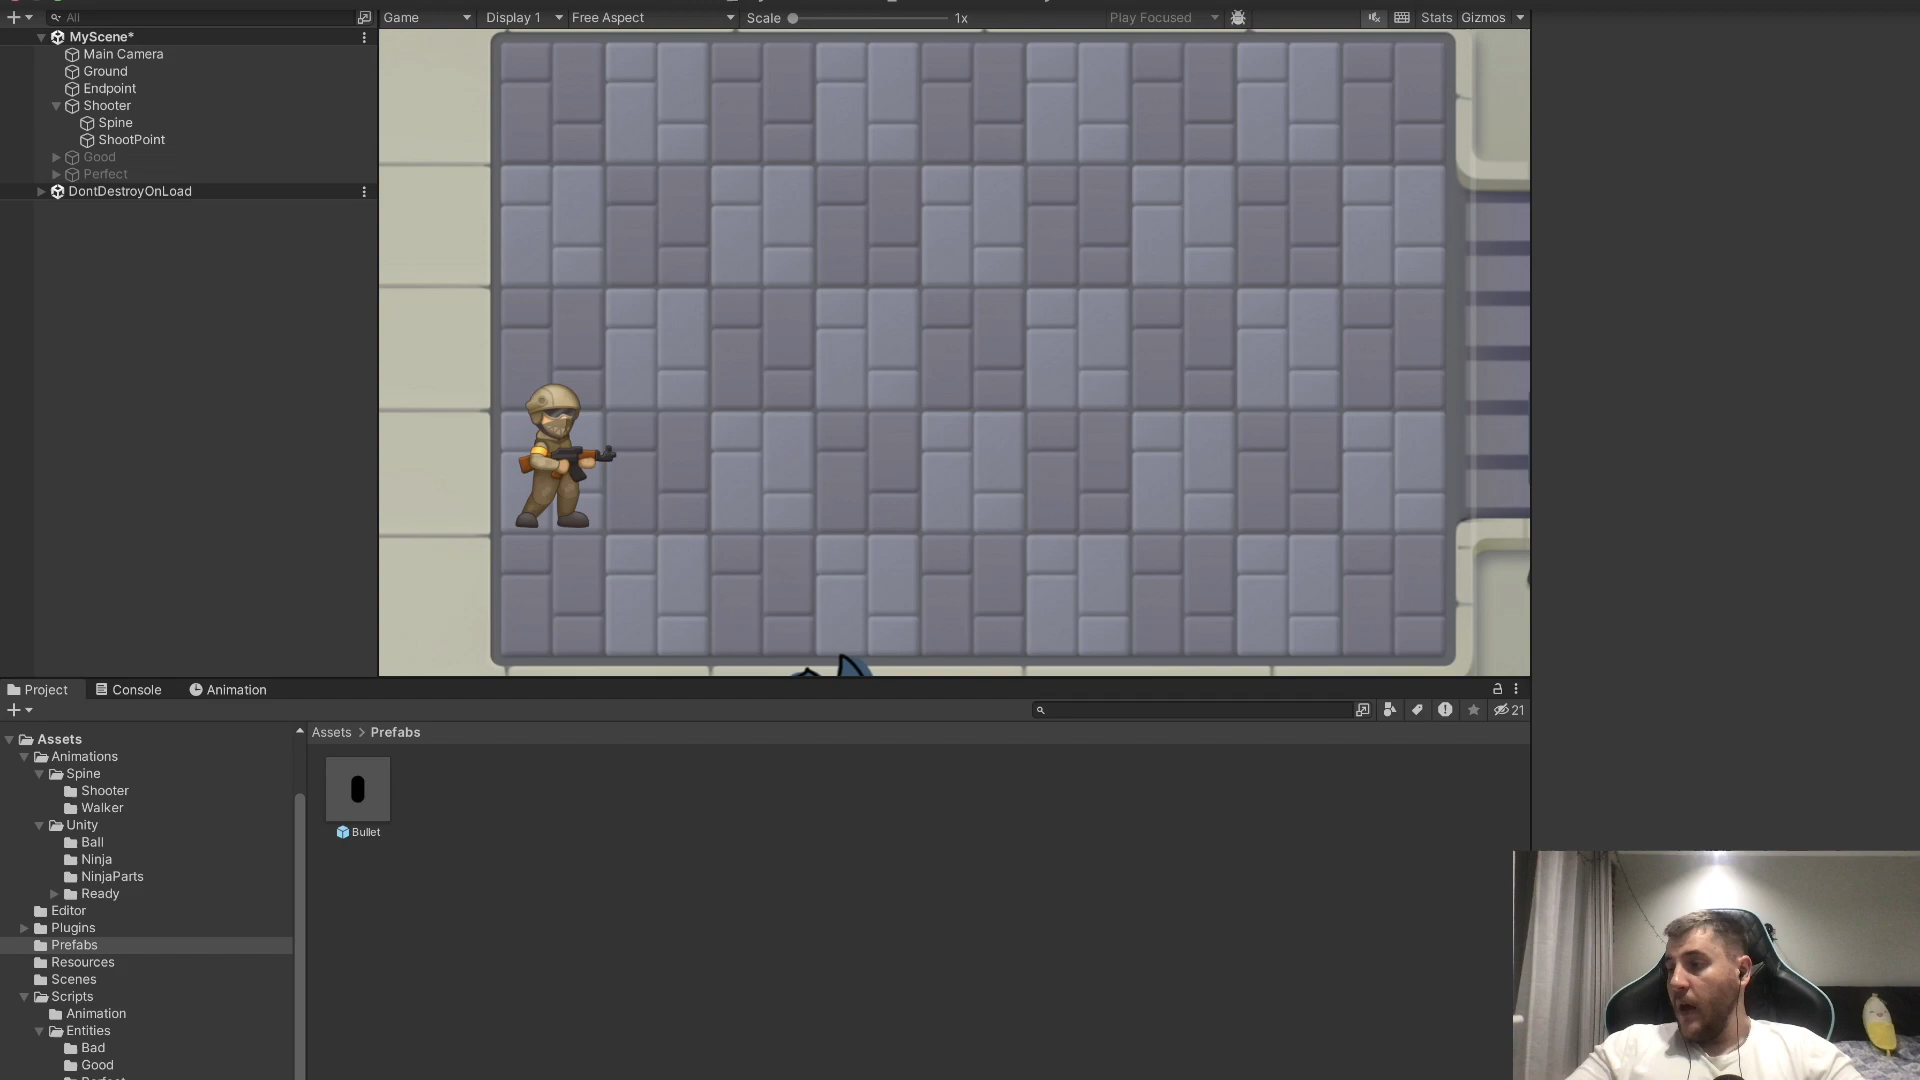 All
Game
Display 1
Free Aspect
Scale
1x
Play Focused
Stats
Gizmos
MyScene*
Main Camera
Ground
Endpoint
Shooter
Spine
ShootPoint
Good
Perfect
DontDestroyOnLoad
Project
Console
Animation
21
Assets
Animations
Spine
Shooter
Walker
Unity
Ball
Ninja
NinjaParts
Ready
Editor
Plugins
Prefabs
Resources
Scenes
Scripts
Animation
Entities
Bad
Good
Assets > Prefabs
Bullet